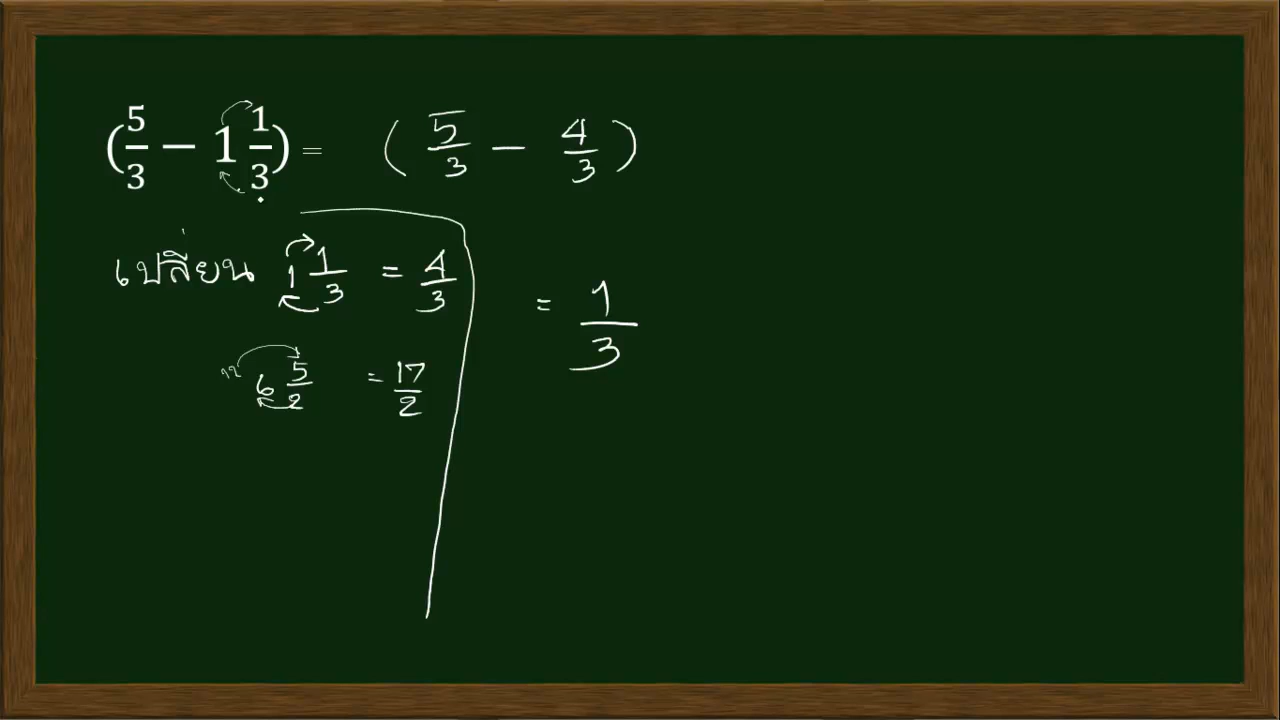 (5/3 − 1 1/3) = (5/3 − 4/3)
เปลี่ยน 1 1/3 = 4/3
= 1/3
12 6 5/2 = 17/2